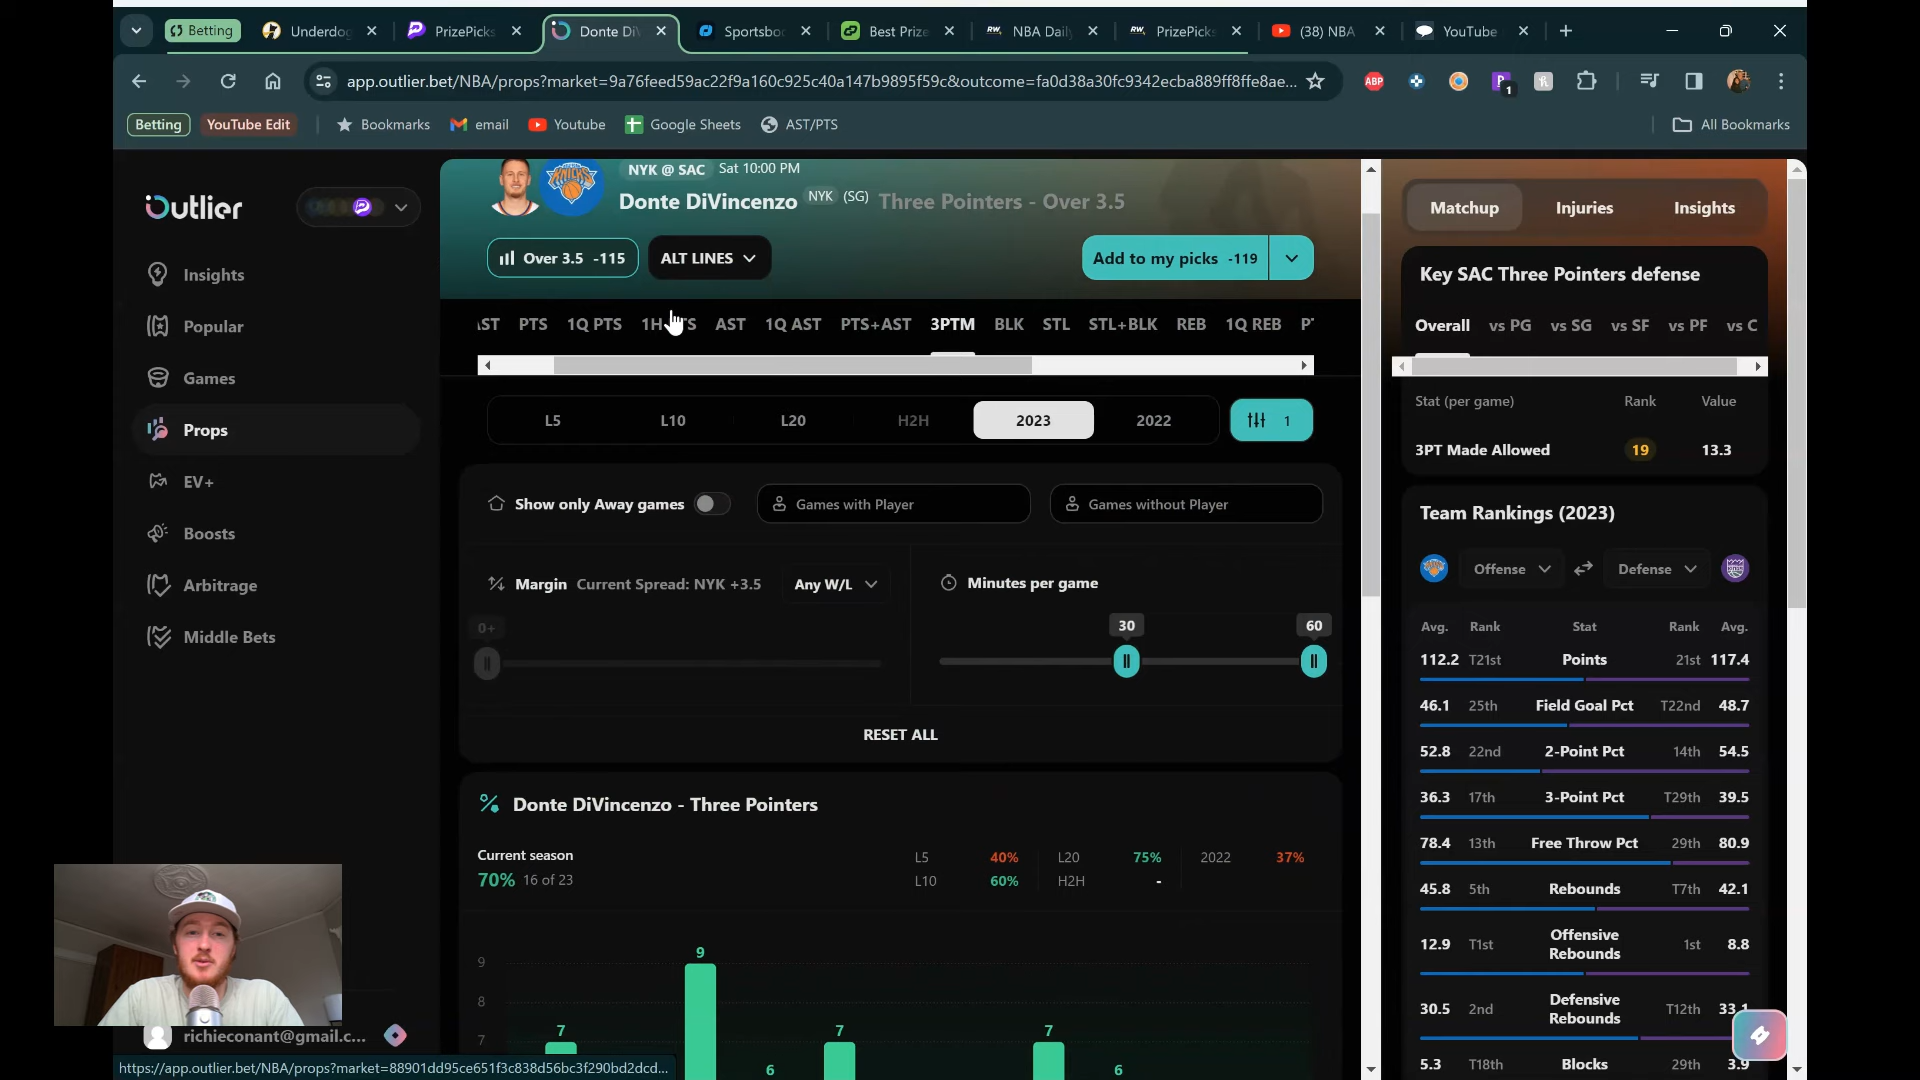 Betting
Underdo
PrizePicks
Donte Di
Sportsbo
Best Prize
NBA Dail
PrizePicks
(38) NBA
YouTube
app.outlier.bet/NBA/props?market=9a76feed59ac22f9a160c925c40a147b9895f59c&outcome=fa0d38a30fc9342ecba889ff8ffe8ae...
ABP
1
Betting
YouTube Edit
Bookmarks
email
Youtube
Google Sheets
AST/PTS
All Bookmarks
Outlier
Insights
Popular
Games
Props
EV+
Boosts
Arbitrage
Middle Bets
richieconant@gmail.c...
https://app.outlier.bet/NBA/props?market=88901dd95ce651f3c838d56bc3f290bd2dcd...
NYK @ SAC Sat 10:00 PM
Donte DiVincenzo NYK (SG) Three Pointers - Over 3.5
Over 3.5 -115
ALT LINES
Add to my picks -119
AST PTS 1Q PTS 1H PTS AST 1Q AST PTS+AST 3PTM BLK STL STL+BLK REB 1Q REB
L5 L10 L20 H2H 2023 2022 1
Show only Away games
Games with Player
Games without Player
Margin Current Spread: NYK +3.5 Any W/L
Minutes per game
0+
30 60
RESET ALL
Donte DiVincenzo - Three Pointers
Current season
70% 16 of 23
L5 40% L20 75% 2022 37%
L10 60% H2H -
9
9
8
7
7
7
7
6
6
Matchup Injuries Insights
Key SAC Three Pointers defense
Overall vs PG vs SG vs SF vs PF vs C
Stat (per game) Rank Value
3PT Made Allowed 19 13.3
Team Rankings (2023)
Offense
Defense
Avg. Rank Stat Rank Avg.
112.2 T21st Points 21st 117.4
46.1 25th Field Goal Pct T22nd 48.7
52.8 22nd 2-Point Pct 14th 54.5
36.3 17th 3-Point Pct T29th 39.5
78.4 13th Free Throw Pct 29th 80.9
45.8 5th Rebounds T7th 42.1
12.9 T1st Offensive Rebounds 1st 8.8
30.5 2nd Defensive Rebounds T12th 33.1
5.3 T18th Blocks 29th 3.9